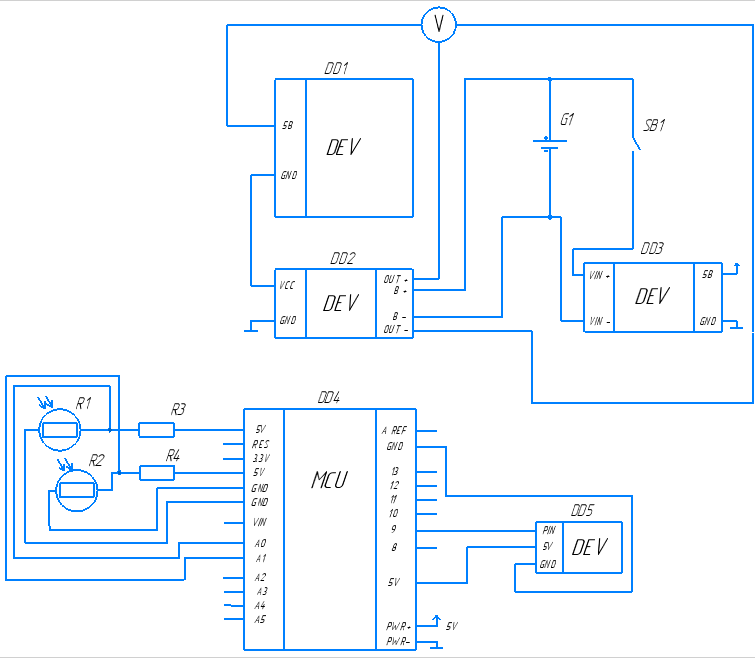 V
DD1
5В
GND
DEV
G1
SB1
DD2
VCC
GND
DEV
OUT +
B +
B -
OUT -
DD3
VIN +
VIN -
DEV
5В
GND
R1
R2
R3
R4
DD4
5V
RES
3.3V
5V
GND
GND
VIN
A0
A1
A2
A3
A4
A5
MCU
A REF
GND
13
12
11
10
9
8
5V
PWR+
PWR-
5V
DD5
PIN
5V
GND
DEV